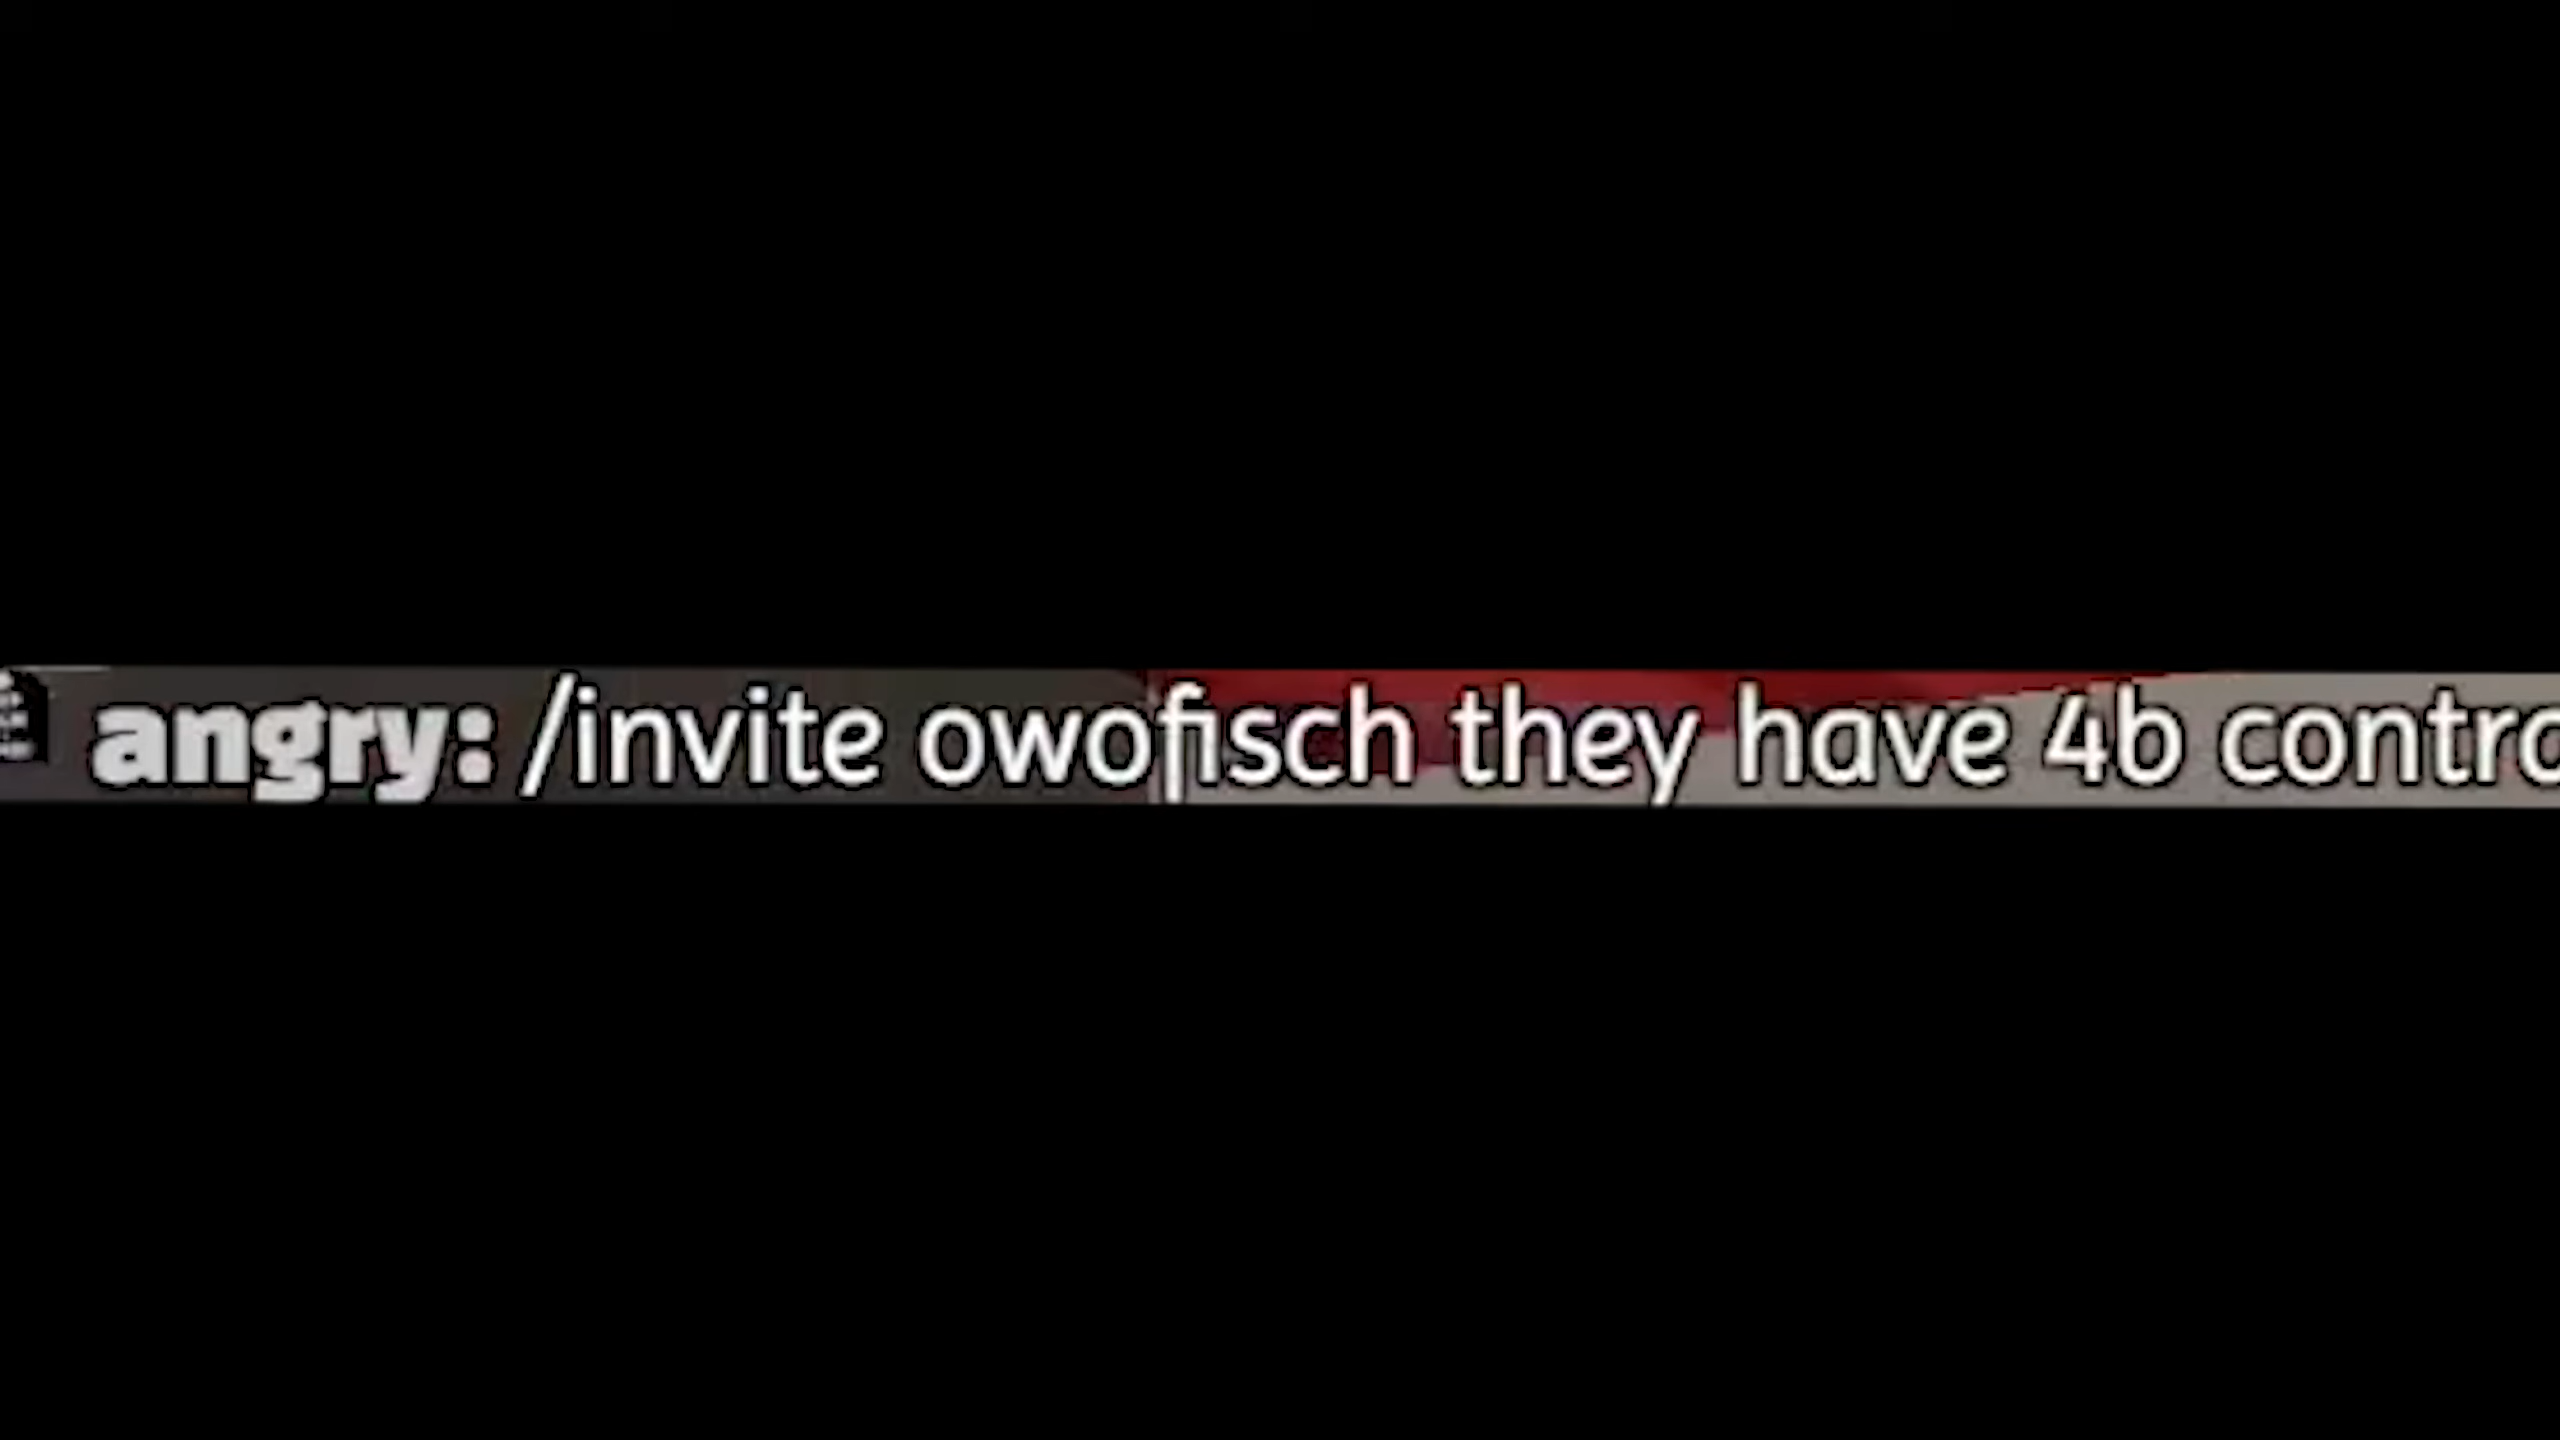 angry: /invite owofisch they have 4b contro